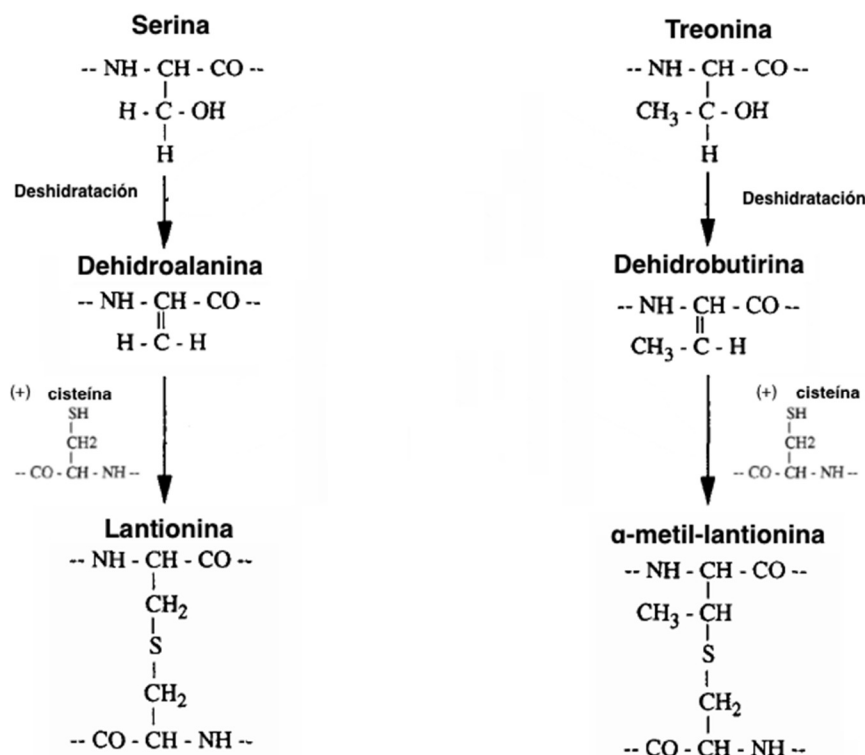 Serina
-- NH - CH - CO --
H - C - OH
H
Deshidratación
Dehidroalanina
-- NH - CH - CO --
H - C - H
(+) cisteína
SH
CH2
-- CO - CH - NH --
Lantionina
-- NH - CH - CO --
CH₂
S
CH₂
-- CO - CH - NH --
Treonina
-- NH - CH - CO --
CH₃ - C - OH
H
Deshidratación
Dehidrobutirina
-- NH - CH - CO --
CH₃ - C - H
(+) cisteína
SH
CH2
-- CO - CH - NH --
α-metil-lantionina
-- NH - CH - CO --
CH₃ - CH
S
CH₂
-- CO - CH - NH --